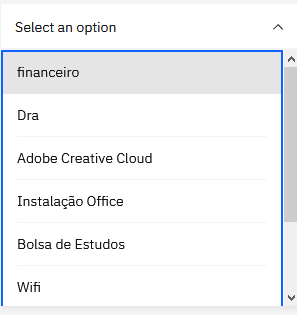 Select an option
financeiro
Dra
Adobe Creative Cloud
Instalação Office
Bolsa de Estudos
Wifi